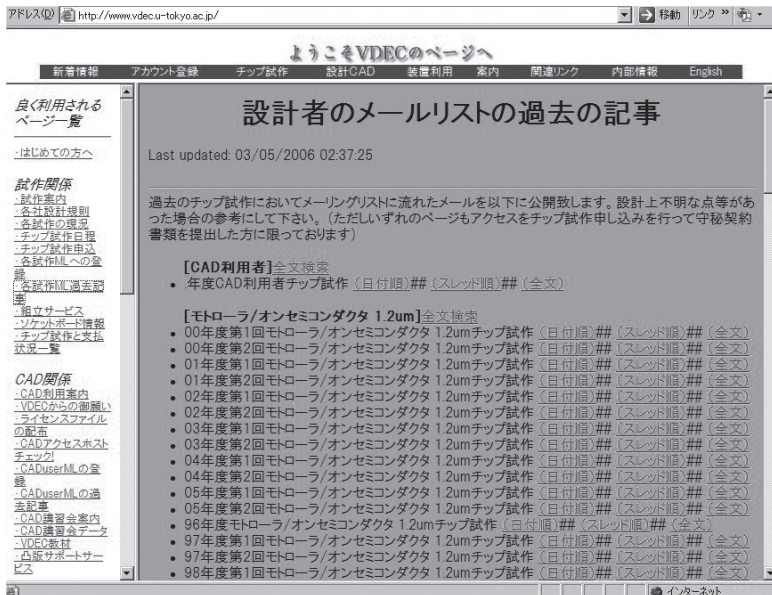 アドレス(D) http://www.vdec.u-tokyo.ac.jp/ 移動 リンク »
ようこそVDECのページへ
新着情報 アカウント登録 チップ試作 設計CAD 装置利用 案内 関連リンク 内部情報 English
良く利用される
ページ一覧
・はじめての方へ
試作関係
・試作案内
・各社設計規則
・各試作の現況
・チップ試作日程
・チップ試作申込
・各試作MLへの登
録
・各試作ML過去記
事
・組立サービス
・ソケットボード情報
・チップ試作と支払
状況一覧
CAD関係
・CAD利用案内
・VDECからの御願い
・ライセンスファイル
の配布
・CADアクセスホスト
チェック!
・CADuserMLの登
録
・CADuserMLの過
去記事
・CAD講習会案内
・CAD講習会データ
・VDEC教材
・凸版サポートサー
ビス
設計者のメールリストの過去の記事
Last updated: 03/05/2006 02:37:25
過去のチップ試作においてメーリングリストに流れたメールを以下に公開致します。設計上不明な点等があ
った場合の参考にして下さい。（ただしいずれのページもアクセスをチップ試作申し込みを行って守秘契約
書類を提出した方に限っております）
[CAD利用者]全文検索
• .年度CAD利用者チップ試作 (日付順)## (スレッド順)## (全文)
[モトローラ/オンセミコンダクタ 1.2um]全文検索
• 00年度第1回モトローラ/オンセミコンダクタ 1.2umチップ試作 (日付順)## (スレッド順)## (全文)
• 00年度第2回モトローラ/オンセミコンダクタ 1.2umチップ試作 (日付順)## (スレッド順)## (全文)
• 01年度第1回モトローラ/オンセミコンダクタ 1.2umチップ試作 (日付順)## (スレッド順)## (全文)
• 01年度第2回モトローラ/オンセミコンダクタ 1.2umチップ試作 (日付順)## (スレッド順)## (全文)
• 02年度第1回モトローラ/オンセミコンダクタ 1.2umチップ試作 (日付順)## (スレッド順)## (全文)
• 02年度第2回モトローラ/オンセミコンダクタ 1.2umチップ試作 (日付順)## (スレッド順)## (全文)
• 03年度第1回モトローラ/オンセミコンダクタ 1.2umチップ試作 (日付順)## (スレッド順)## (全文)
• 03年度第2回モトローラ/オンセミコンダクタ 1.2umチップ試作 (日付順)## (スレッド順)## (全文)
• 04年度第1回モトローラ/オンセミコンダクタ 1.2umチップ試作 (日付順)## (スレッド順)## (全文)
• 04年度第2回モトローラ/オンセミコンダクタ 1.2umチップ試作 (日付順)## (スレッド順)## (全文)
• 05年度第1回モトローラ/オンセミコンダクタ 1.2umチップ試作 (日付順)## (スレッド順)## (全文)
• 05年度第2回モトローラ/オンセミコンダクタ 1.2umチップ試作 (日付順)## (スレッド順)## (全文)
• 96年度モトローラ/オンセミコンダクタ 1.2umチップ試作 (日付順)## (スレッド順)## (全文)
• 97年度第1回モトローラ/オンセミコンダクタ 1.2umチップ試作 (日付順)## (スレッド順)## (全文)
• 97年度第2回モトローラ/オンセミコンダクタ 1.2umチップ試作 (日付順)## (スレッド順)## (全文)
• 98年度第1回モトローラ/オンセミコンダクタ 1.2umチップ試作 (日付順)## (スレッド順)## (全文)
インターネット